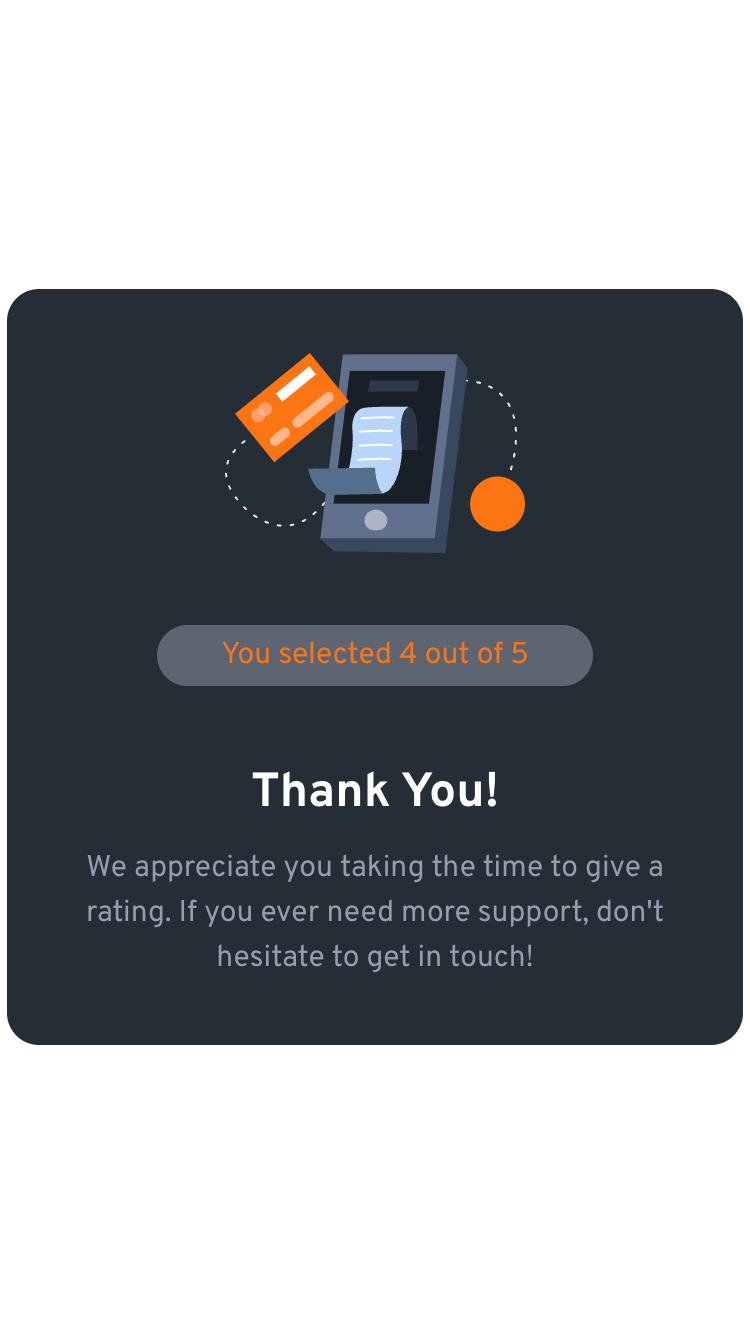 You selected 4 out of 5
Thank You!
We appreciate you taking the time to give a
rating. If you ever need more support, don't
hesitate to get in touch!